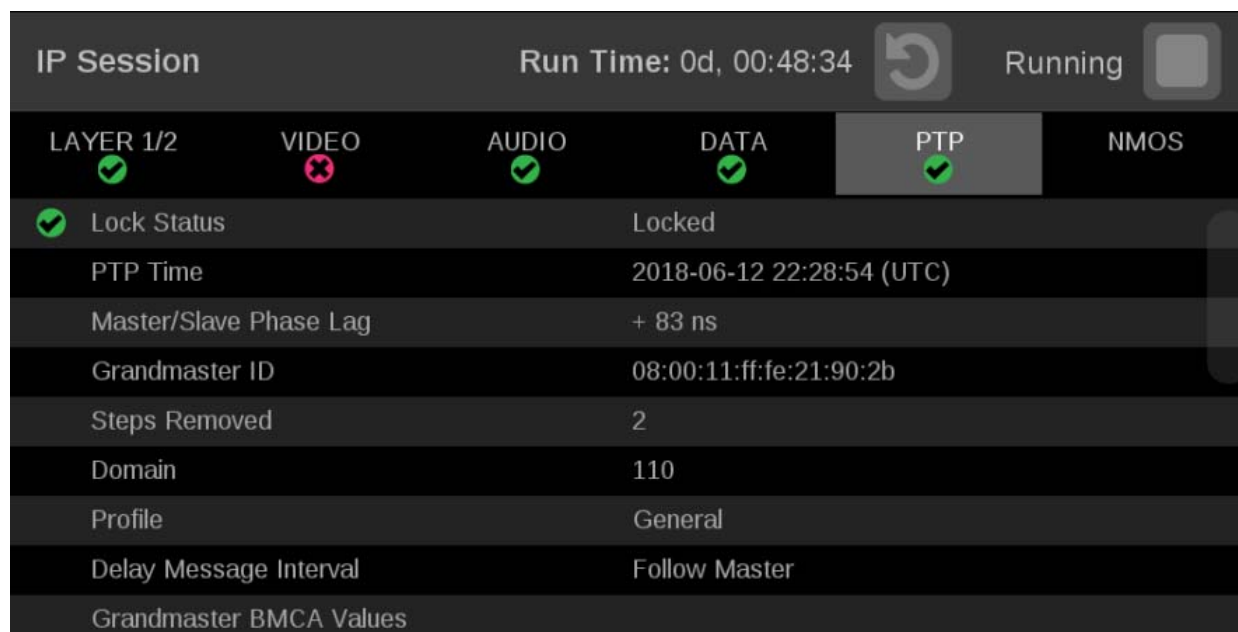 IP Session Run Time: 0d, 00:48:34 Running
LAYER 1/2 VIDEO AUDIO DATA PTP NMOS
Lock Status Locked
PTP Time 2018-06-12 22:28:54 (UTC)
Master/Slave Phase Lag + 83 ns
Grandmaster ID 08:00:11:ff:fe:21:90:2b
Steps Removed 2
Domain 110
Profile General
Delay Message Interval Follow Master
Grandmaster BMCA Values